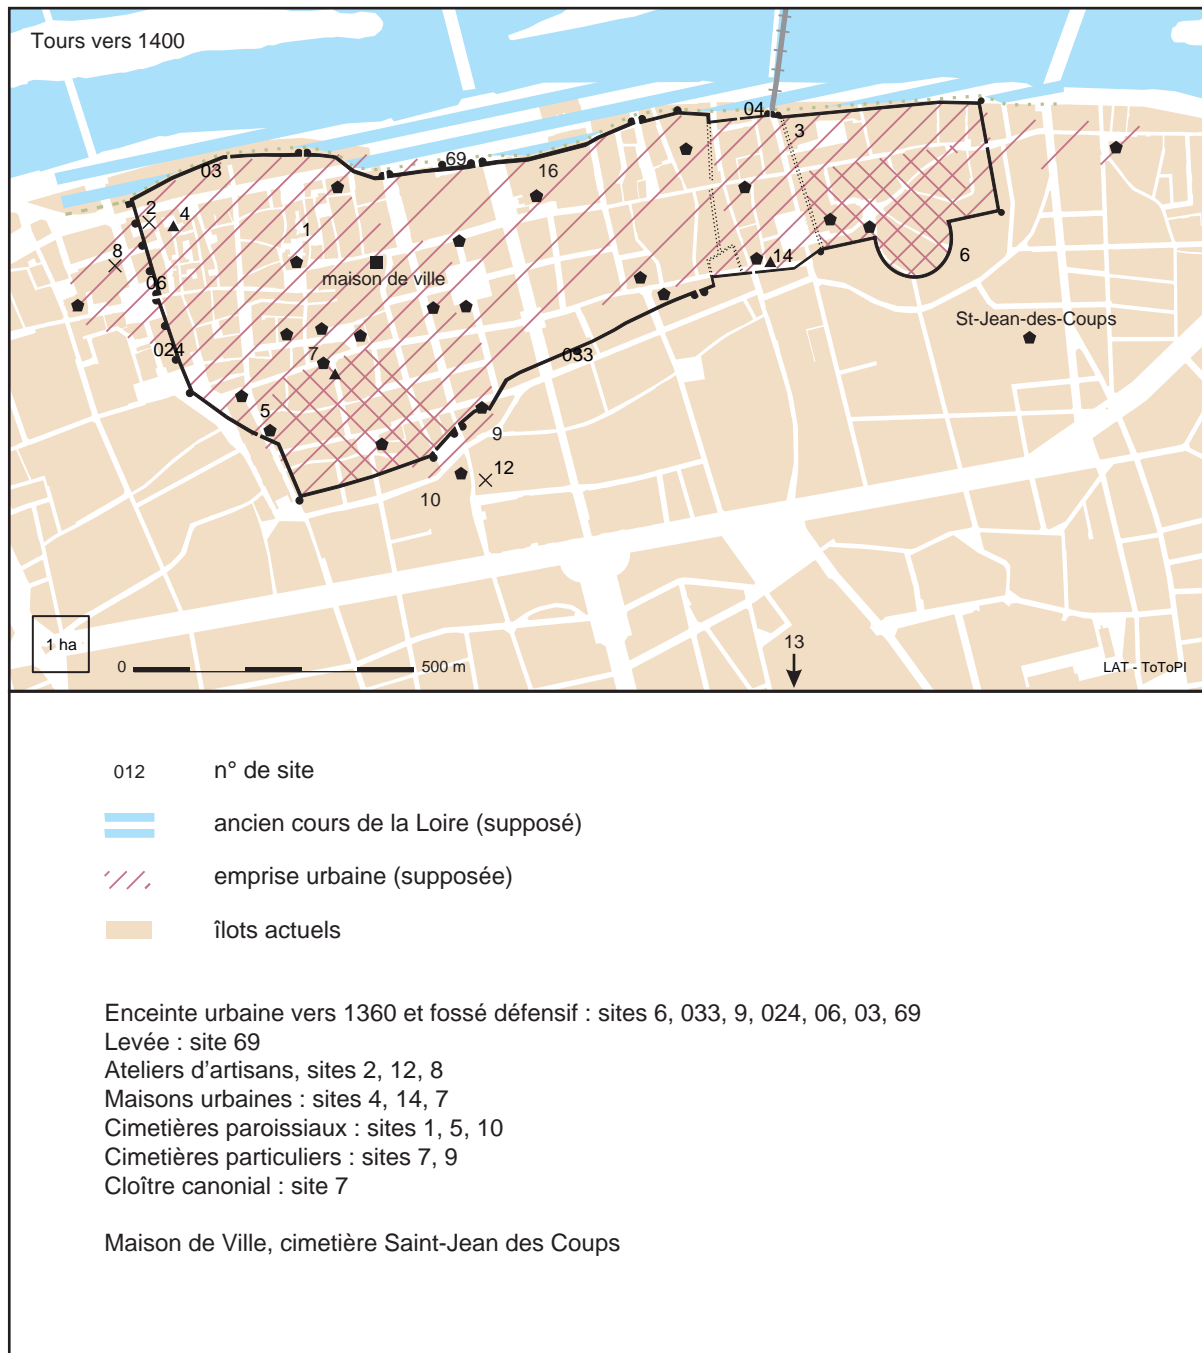 Tours vers 1400
04
3
69
03
16
2
4
1
8
14
6
maison de ville
06
St-Jean-des-Coups
024
7
033
5
9
12
10
1 ha
0
500 m
13
LAT - ToToPI
012 n° de site
ancien cours de la Loire (supposé)
emprise urbaine (supposée)
îlots actuels
Enceinte urbaine vers 1360 et fossé défensif : sites 6, 033, 9, 024, 06, 03, 69
Levée : site 69
Ateliers d'artisans, sites 2, 12, 8
Maisons urbaines : sites 4, 14, 7
Cimetières paroissiaux : sites 1, 5, 10
Cimetières particuliers : sites 7, 9
Cloître canonial : site 7
Maison de Ville, cimetière Saint-Jean des Coups